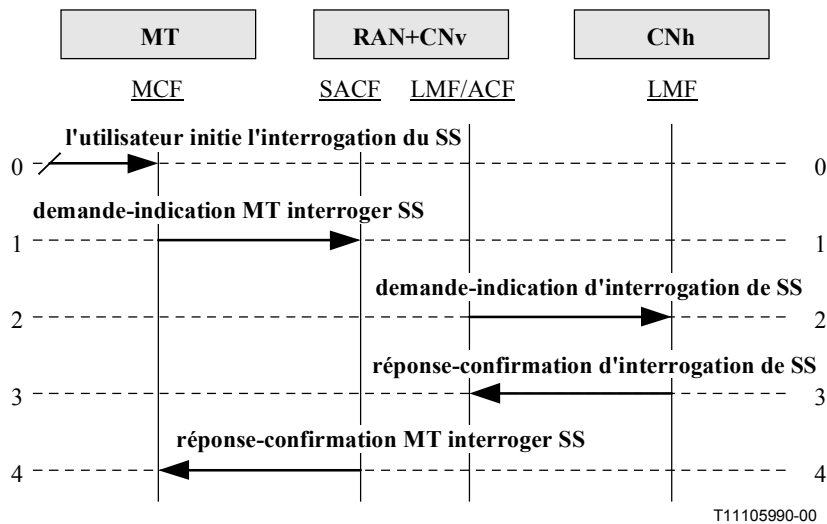 MT RAN+CNv CNh
MCF SACF LMF/ACF LMF
l'utilisateur initie l'interrogation du SS
0 0
demande-indication MT interroger SS
1 1
demande-indication d'interrogation de SS
2 2
réponse-confirmation d'interrogation de SS
3 3
réponse-confirmation MT interroger SS
4 4
T11105990-00